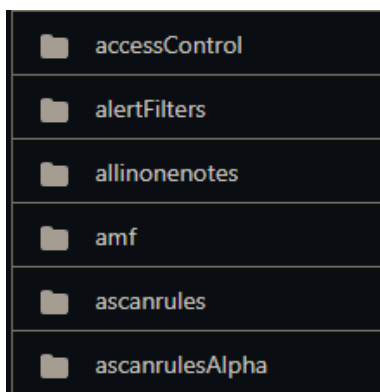 accessControl
alertFilters
allinonenotes
amf
ascanrules
ascanrulesAlpha